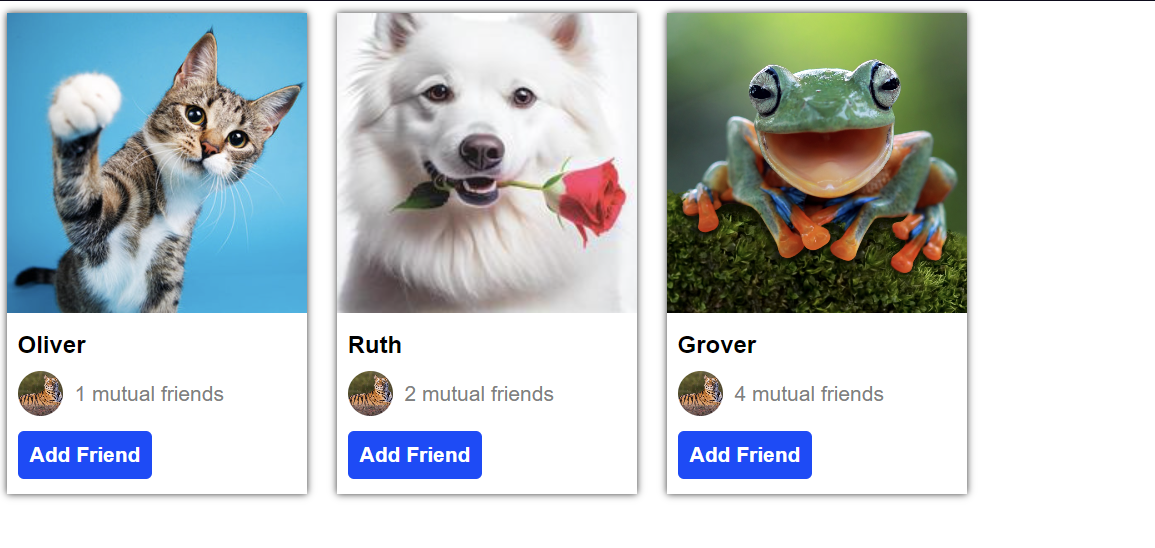 Oliver
1 mutual friends
Add Friend
Ruth
2 mutual friends
Add Friend
Grover
4 mutual friends
Add Friend